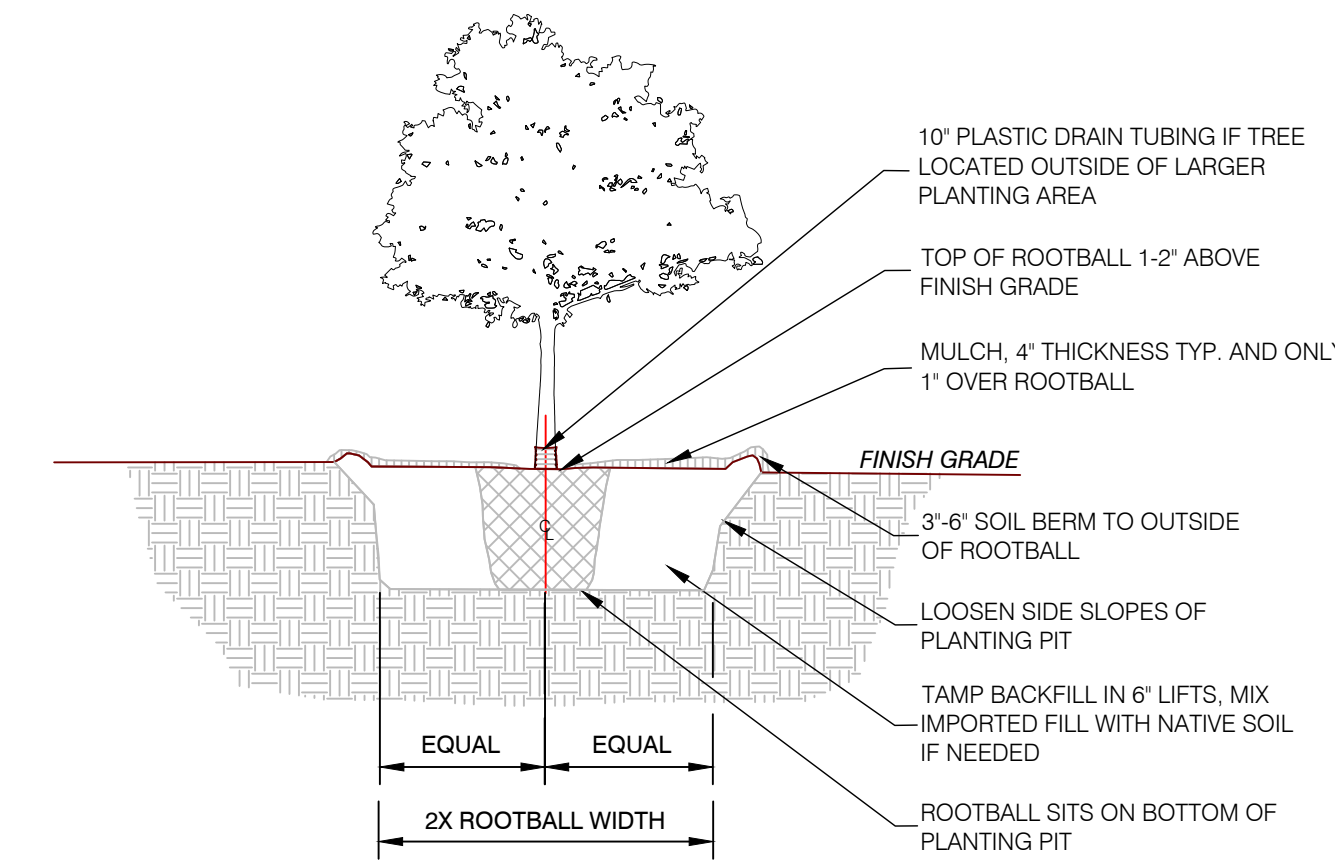 10" PLASTIC DRAIN TUBING IF TREE
LOCATED OUTSIDE OF LARGER
PLANTING AREA
TOP OF ROOTBALL 1-2" ABOVE
FINISH GRADE
MULCH, 4" THICKNESS TYP. AND ONLY
1" OVER ROOTBALL
FINISH GRADE
3"-6" SOIL BERM TO OUTSIDE
OF ROOTBALL
CL
LOOSEN SIDE SLOPES OF
PLANTING PIT
TAMP BACKFILL IN 6" LIFTS, MIX
IMPORTED FILL WITH NATIVE SOIL
IF NEEDED
EQUAL EQUAL
ROOTBALL SITS ON BOTTOM OF
PLANTING PIT
2X ROOTBALL WIDTH